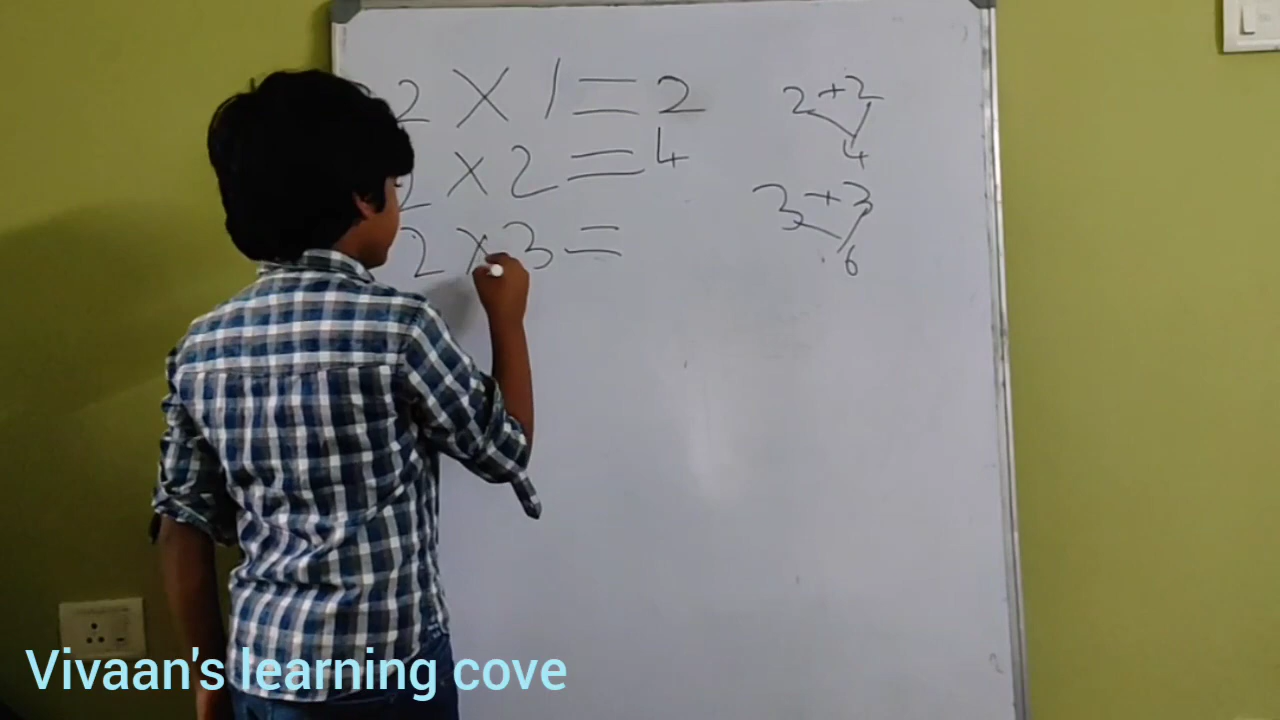 2 × 1 = 2
2 × 2 = 4
2 × 3 =
2 + 2
4
3 + 3
6
Vivaan's learning cove